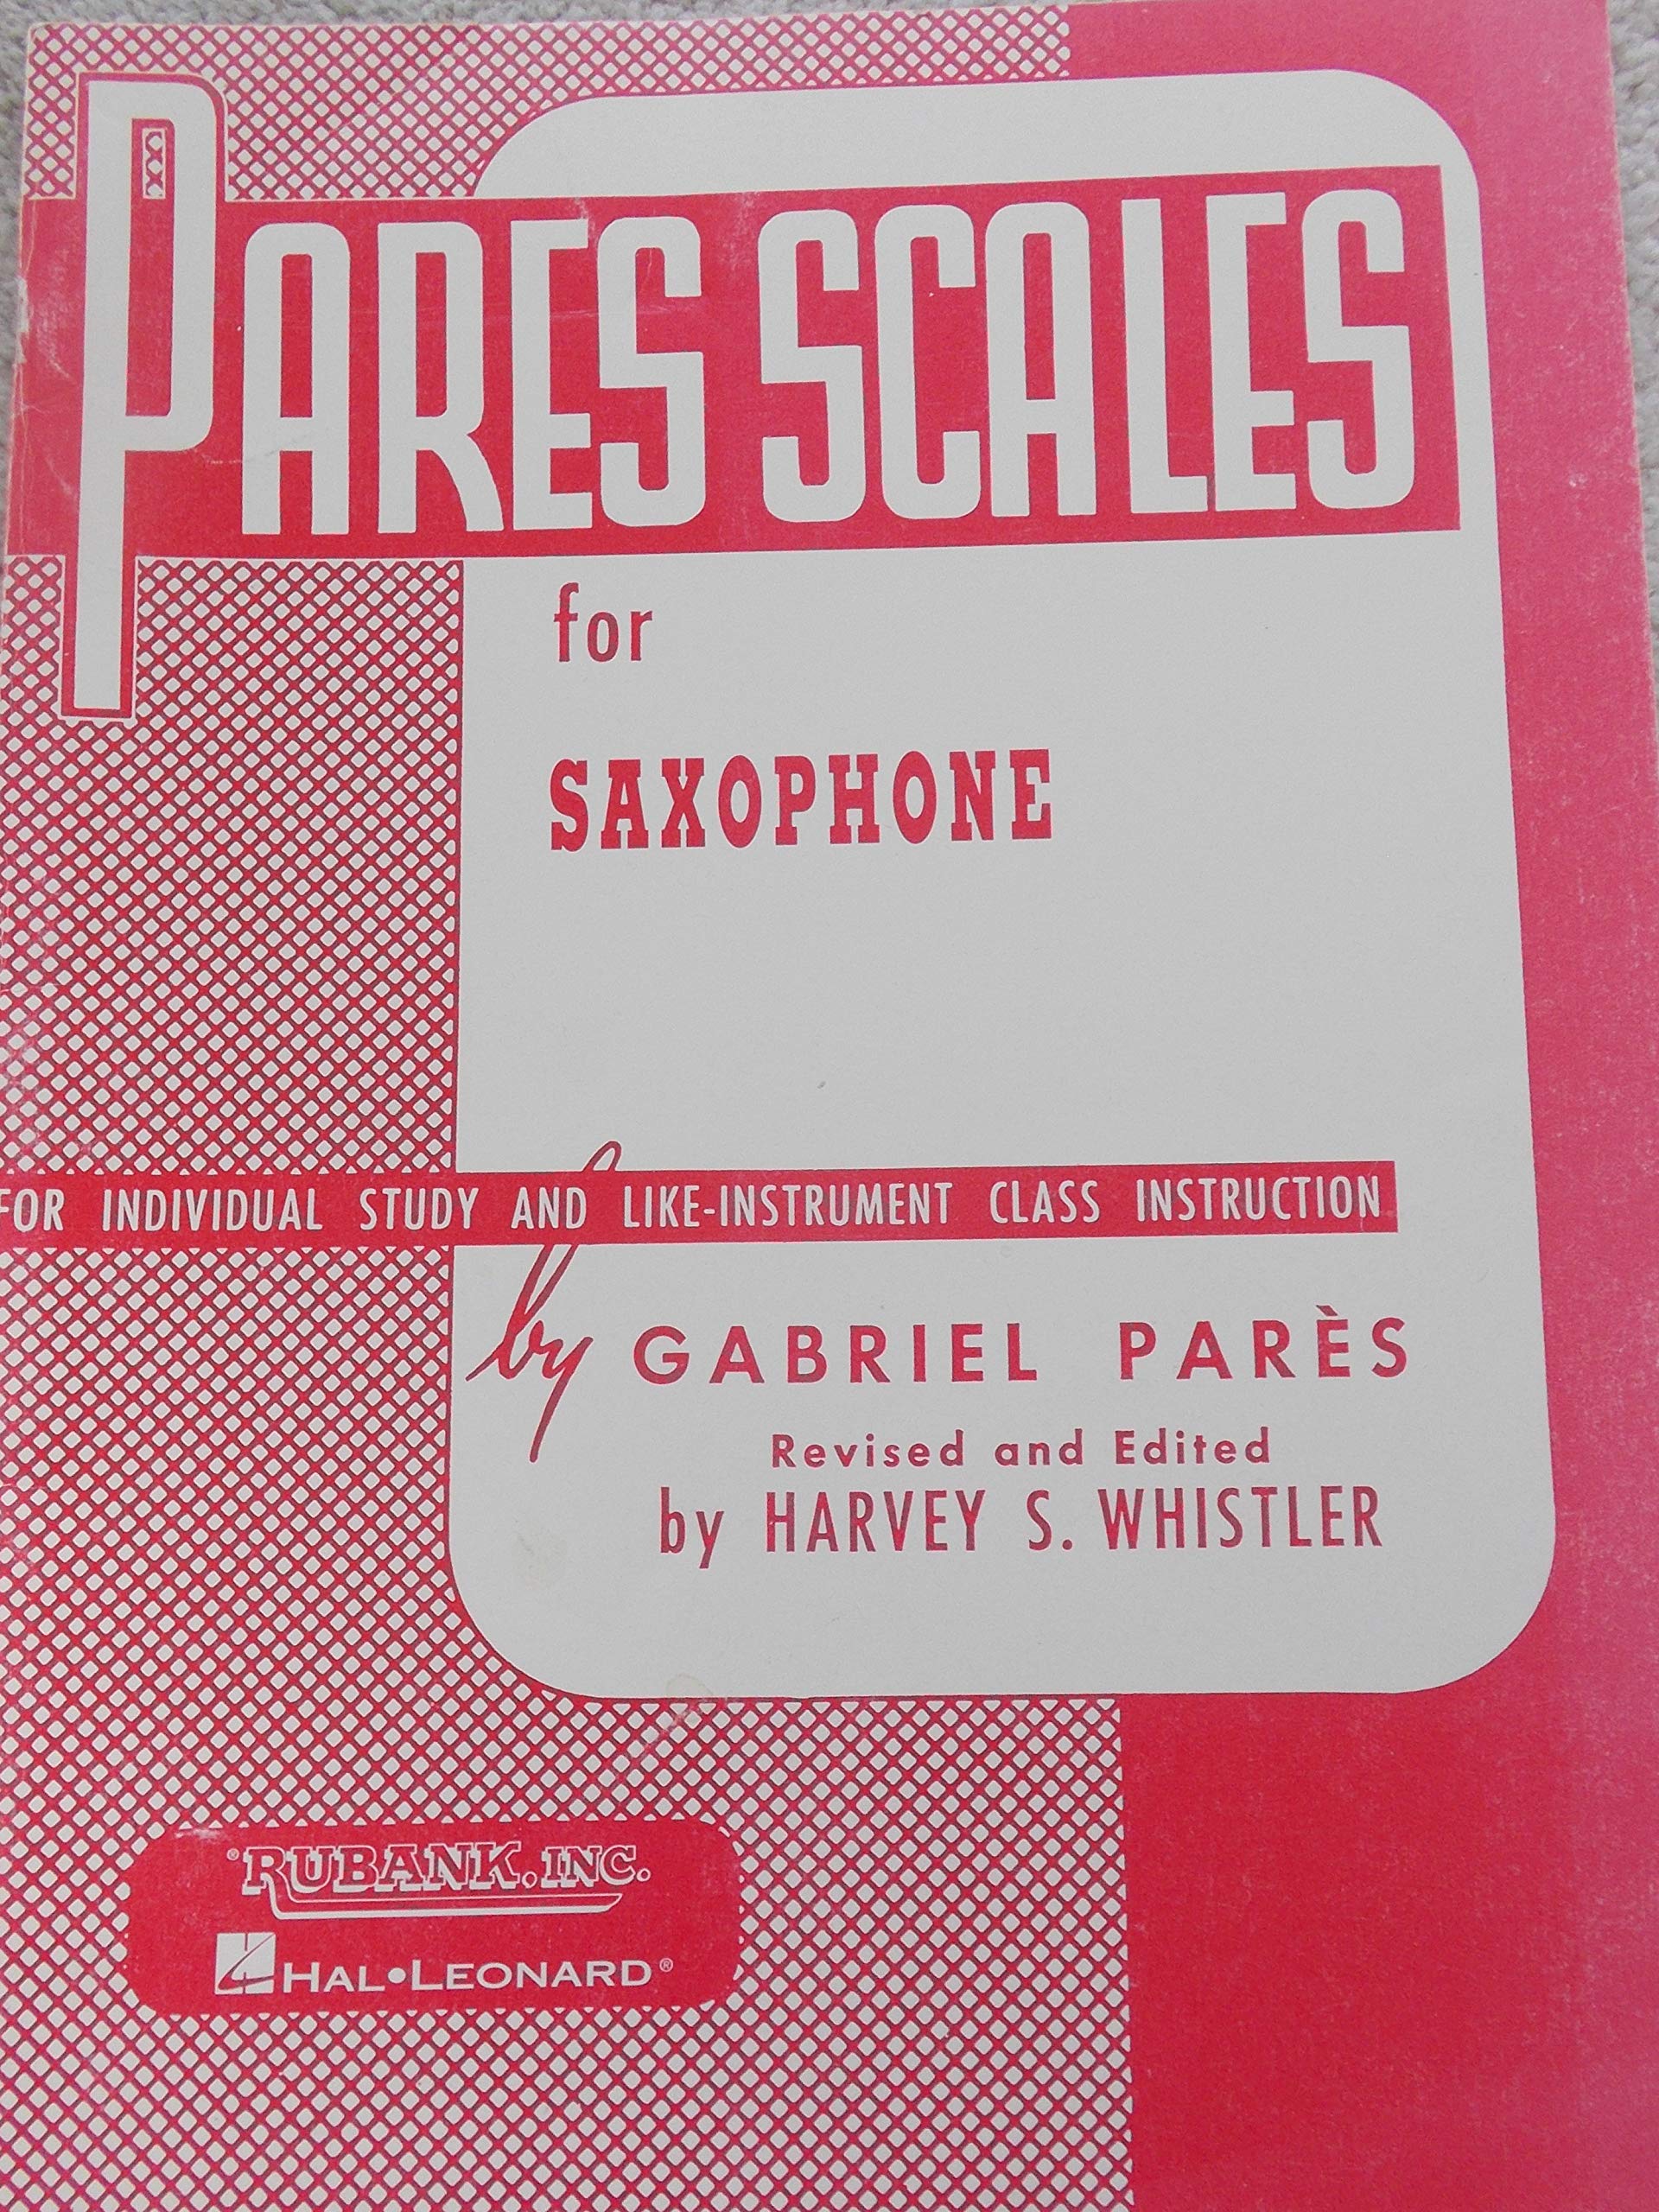 PARES SCALES
for
SAXOPHONE
FOR INDIVIDUAL STUDY AND LIKE-INSTRUMENT CLASS INSTRUCTION
by GABRIEL PARÈS
Revised and Edited
by HARVEY S. WHISTLER
®RUBANK, INC.
HAL•LEONARD®